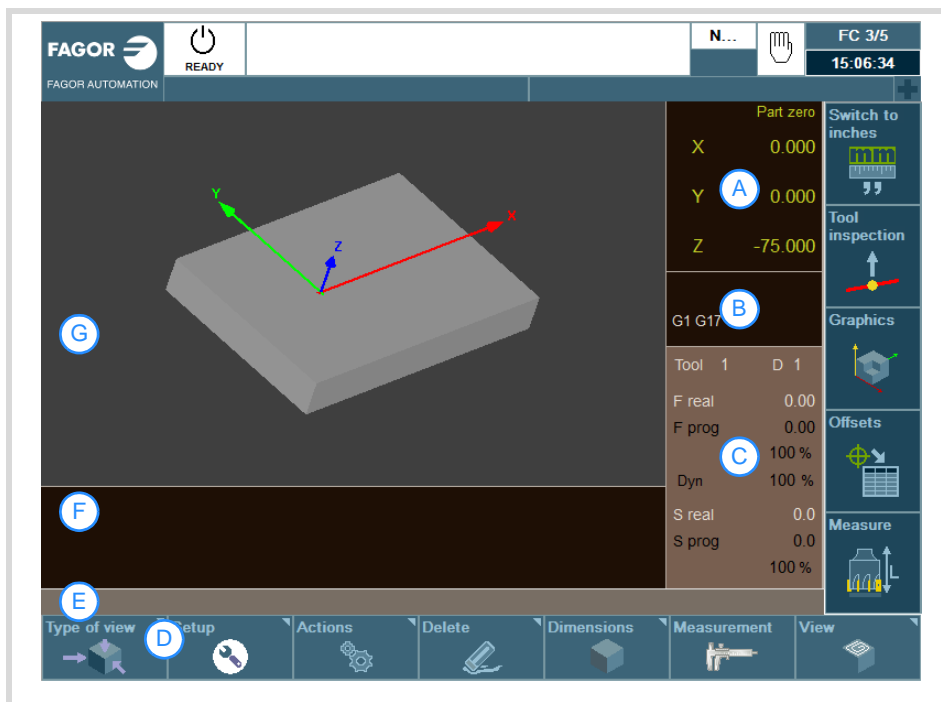 FAGOR
READY
N...
FC 3/5
15:06:34
FAGOR AUTOMATION
Part zero
X 0.000
Y 0.000
Z -75.000
A
G1 G17
B
Tool 1 D 1
F real 0.00
F prog 0.00
100 %
Dyn 100 %
S real 0.0
S prog 0.0
100 %
C
Switch to
inches
Tool
inspection
Graphics
Offsets
Measure
L
Y
X
Z
G
F
E
Type of view
D
Setup
Actions
Delete
Dimensions
Measurement
View